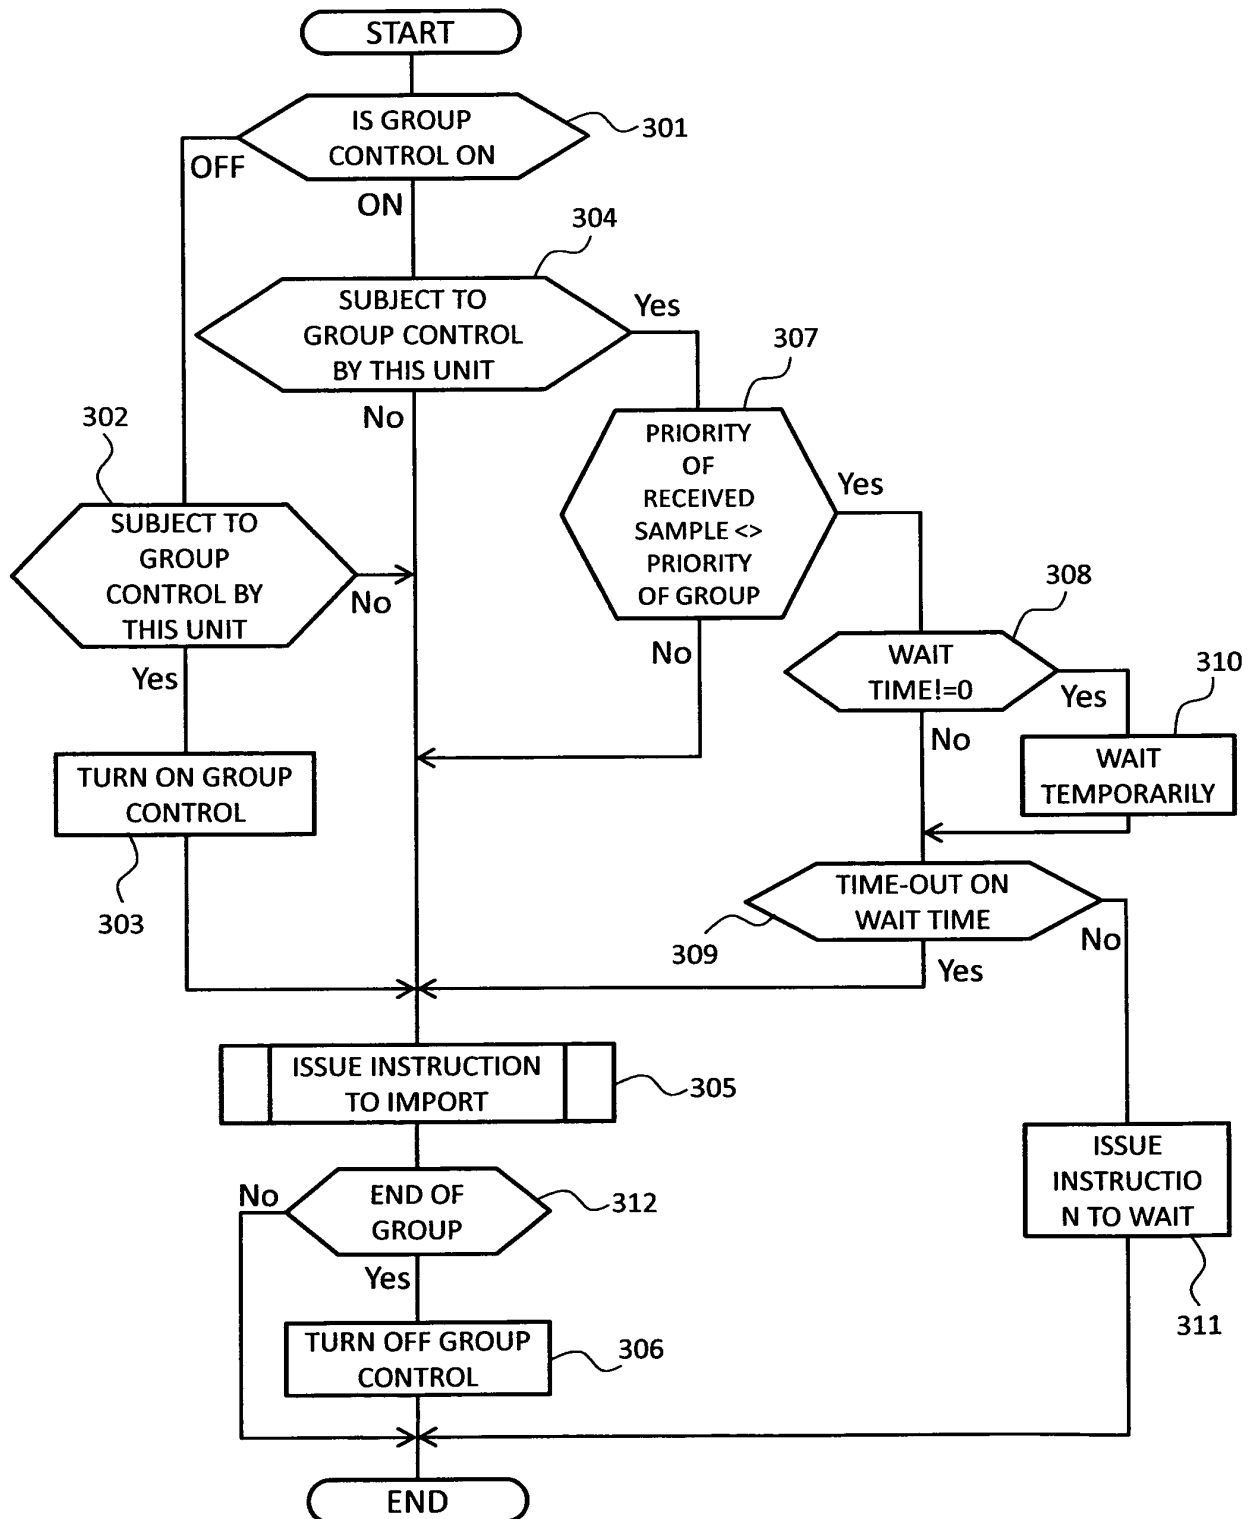 START
IS GROUP
CONTROL ON
301
OFF
ON
304
SUBJECT TO
GROUP CONTROL
BY THIS UNIT
Yes
No
307
PRIORITY
OF
RECEIVED
SAMPLE <>
PRIORITY
OF GROUP
Yes
No
302
SUBJECT TO
GROUP
CONTROL BY
THIS UNIT
No
Yes
308
WAIT
TIME!=0
Yes
No
310
WAIT
TEMPORARILY
TURN ON GROUP
CONTROL
303
TIME-OUT ON
WAIT TIME
309
No
Yes
ISSUE INSTRUCTION
TO IMPORT
305
ISSUE
INSTRUCTIO
N TO WAIT
311
END OF
GROUP
312
No
Yes
TURN OFF GROUP
CONTROL
306
END